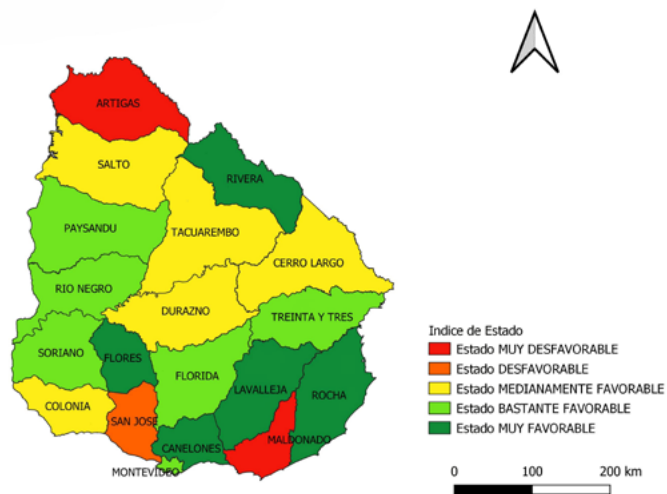 ARTIGAS
SALTO
RIVERA
PAYSANDU
TACUAREMBO
CERRO LARGO
RIO NEGRO
DURAZNO
TREINTA Y TRES
SORIANO
FLORES
FLORIDA
LAVALLEJA
ROCHA
COLONIA
SAN JOSE
MALDONADO
CANELONES
MONTEVIDEO
Indice de Estado
Estado MUY DESFAVORABLE
Estado DESFAVORABLE
Estado MEDIANAMENTE FAVORABLE
Estado BASTANTE FAVORABLE
Estado MUY FAVORABLE
0 100 200 km